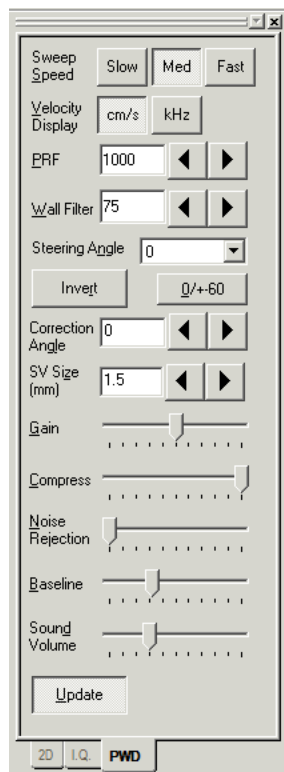 Sweep
Speed
Slow Med Fast
Velocity
Display
cm/s kHz
PRF 1000
Wall Filter 75
Steering Angle 0
Invert 0/+-60
Correction
Angle
0
SV Size
(mm)
1.5
Gain
Compress
Noise
Rejection
Baseline
Sound
Volume
Update
2D I.Q. PWD